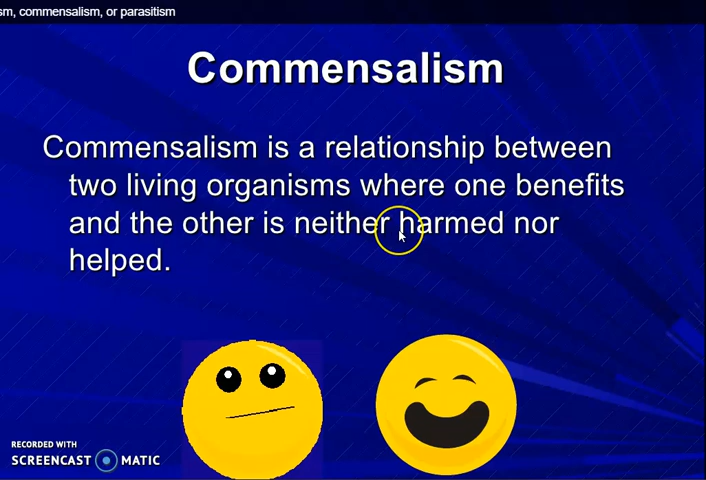 sm, commensalism, or parasitism
Commensalism
Commensalism is a relationship between
two living organisms where one benefits
and the other is neither harmed nor
helped.
RECORDED WITH
SCREENCAST MATIC